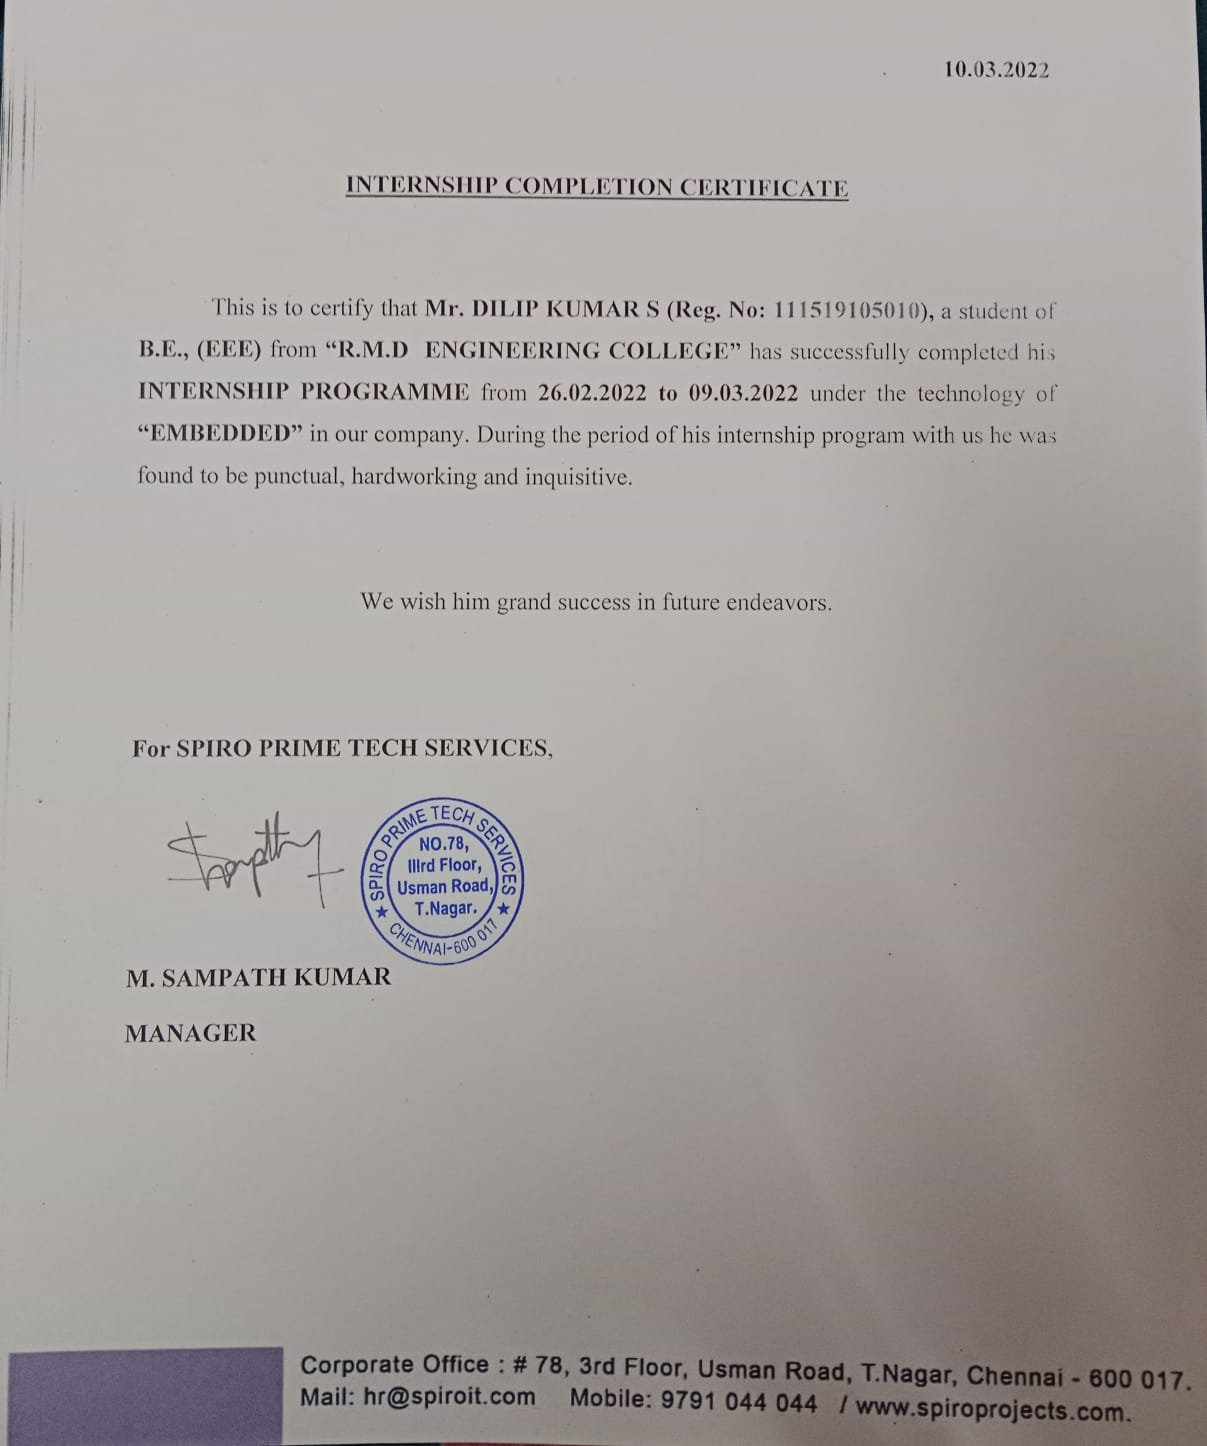 10.03.2022
INTERNSHIP COMPLETION CERTIFICATE
This is to certify that Mr. DILIP KUMAR S (Reg. No: 111519105010), a student of
B.E., (EEE) from “R.M.D ENGINEERING COLLEGE” has successfully completed his
INTERNSHIP PROGRAMME from 26.02.2022 to 09.03.2022 under the technology of
“EMBEDDED” in our company. During the period of his internship program with us he was
found to be punctual, hardworking and inquisitive.
We wish him grand success in future endeavors.
For SPIRO PRIME TECH SERVICES,
Sampath
SPIRO PRIME TECH SERVICES
NO.78,
IIIrd Floor,
Usman Road,
T.Nagar.
★ CHENNAI-600 017 ★
M. SAMPATH KUMAR
MANAGER
Corporate Office : # 78, 3rd Floor, Usman Road, T.Nagar, Chennai - 600 017.
Mail: hr@spiroit.com Mobile: 9791 044 044 / www.spiroprojects.com.